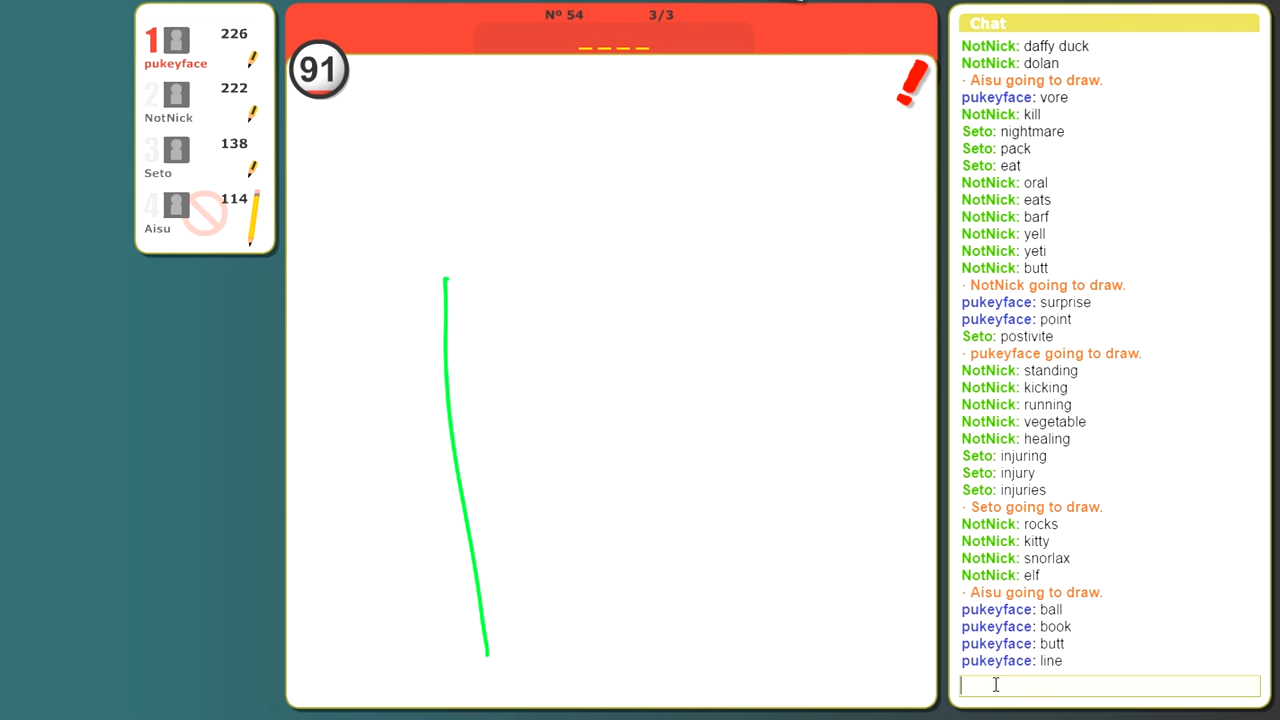 1 226
pukeyface
2 222
NotNick
3 138
Seto
4 114
Aisu
Nº 54 3/3
_ _ _ _
91
!
Chat
NotNick: daffy duck
NotNick: dolan
· Aisu going to draw.
pukeyface: vore
NotNick: kill
Seto: nightmare
Seto: pack
Seto: eat
NotNick: oral
NotNick: eats
NotNick: barf
NotNick: yell
NotNick: yeti
NotNick: butt
· NotNick going to draw.
pukeyface: surprise
pukeyface: point
Seto: postivite
· pukeyface going to draw.
NotNick: standing
NotNick: kicking
NotNick: running
NotNick: vegetable
NotNick: healing
Seto: injuring
Seto: injury
Seto: injuries
· Seto going to draw.
NotNick: rocks
NotNick: kitty
NotNick: snorlax
NotNick: elf
· Aisu going to draw.
pukeyface: ball
pukeyface: book
pukeyface: butt
pukeyface: line